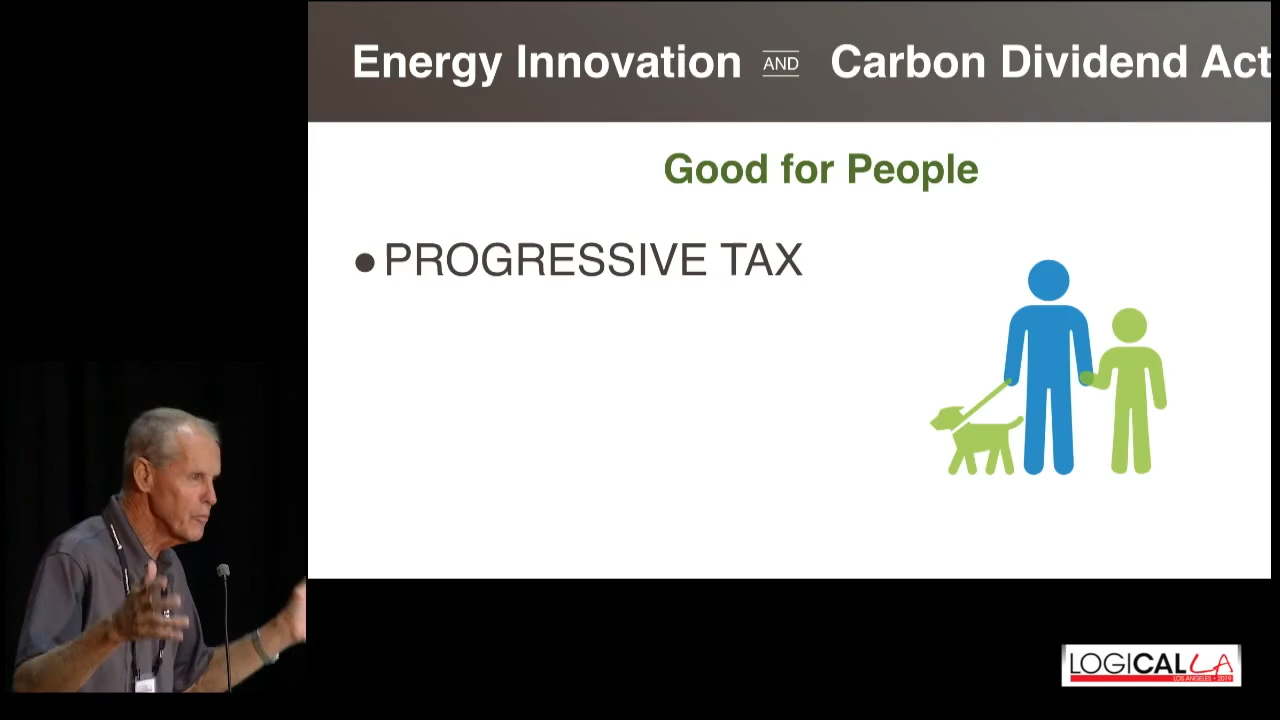 Energy Innovation AND Carbon Dividend Act
Good for People
●PROGRESSIVE TAX
LOGICAL LA
LOS ANGELES • 2019